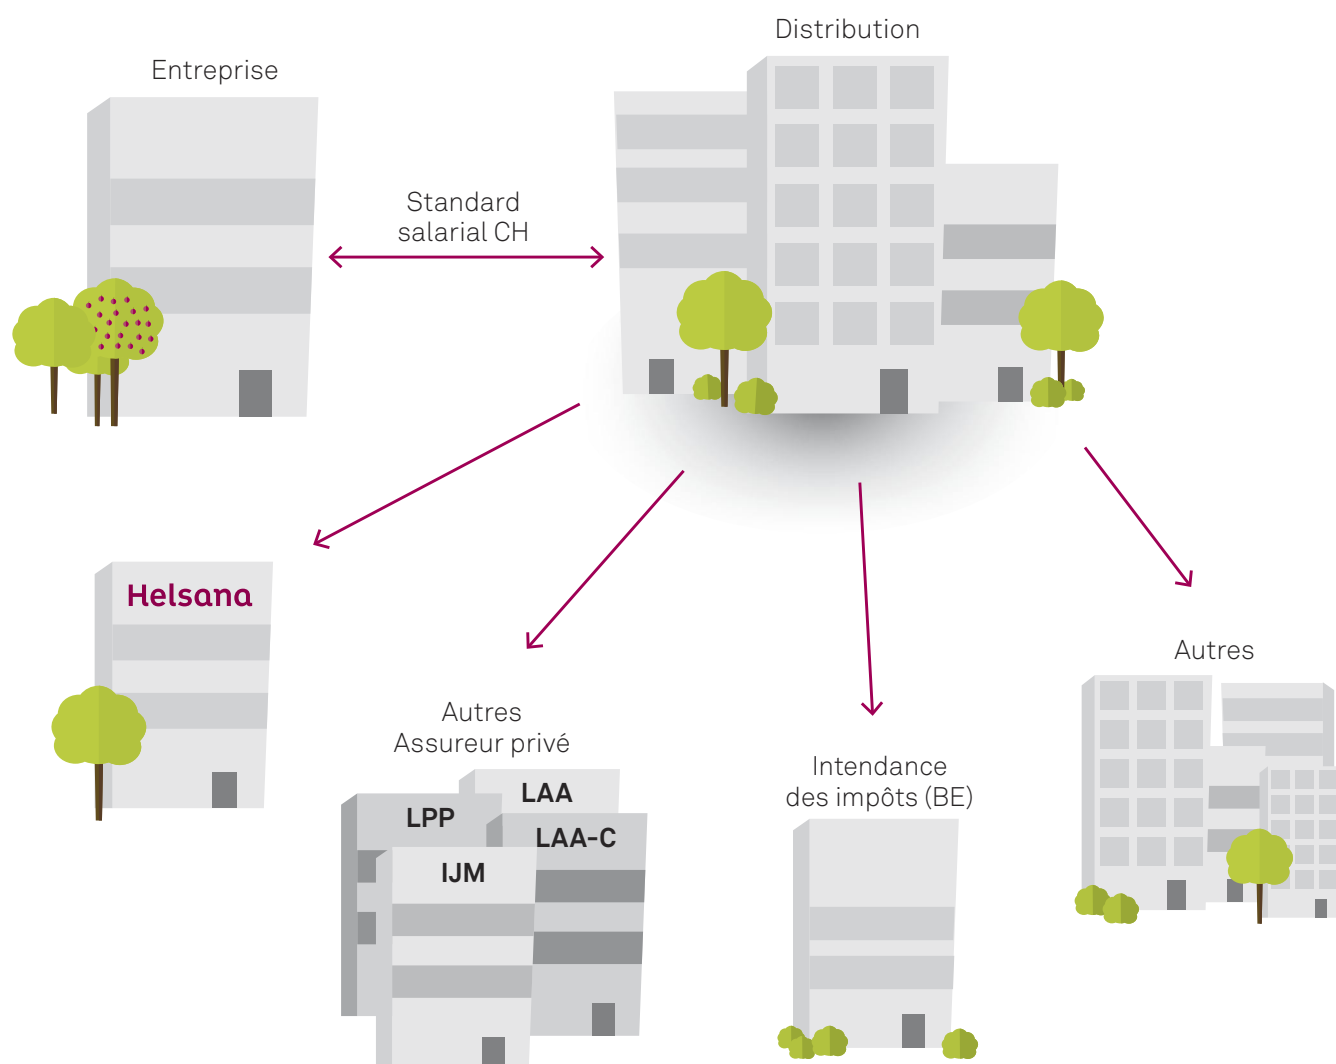 Distribution
Entreprise
Standard
salarial CH
Helsana
Autres
Autres
Assureur privé
LAA
LPP
LAA-C
IJM
Intendance
des impôts (BE)